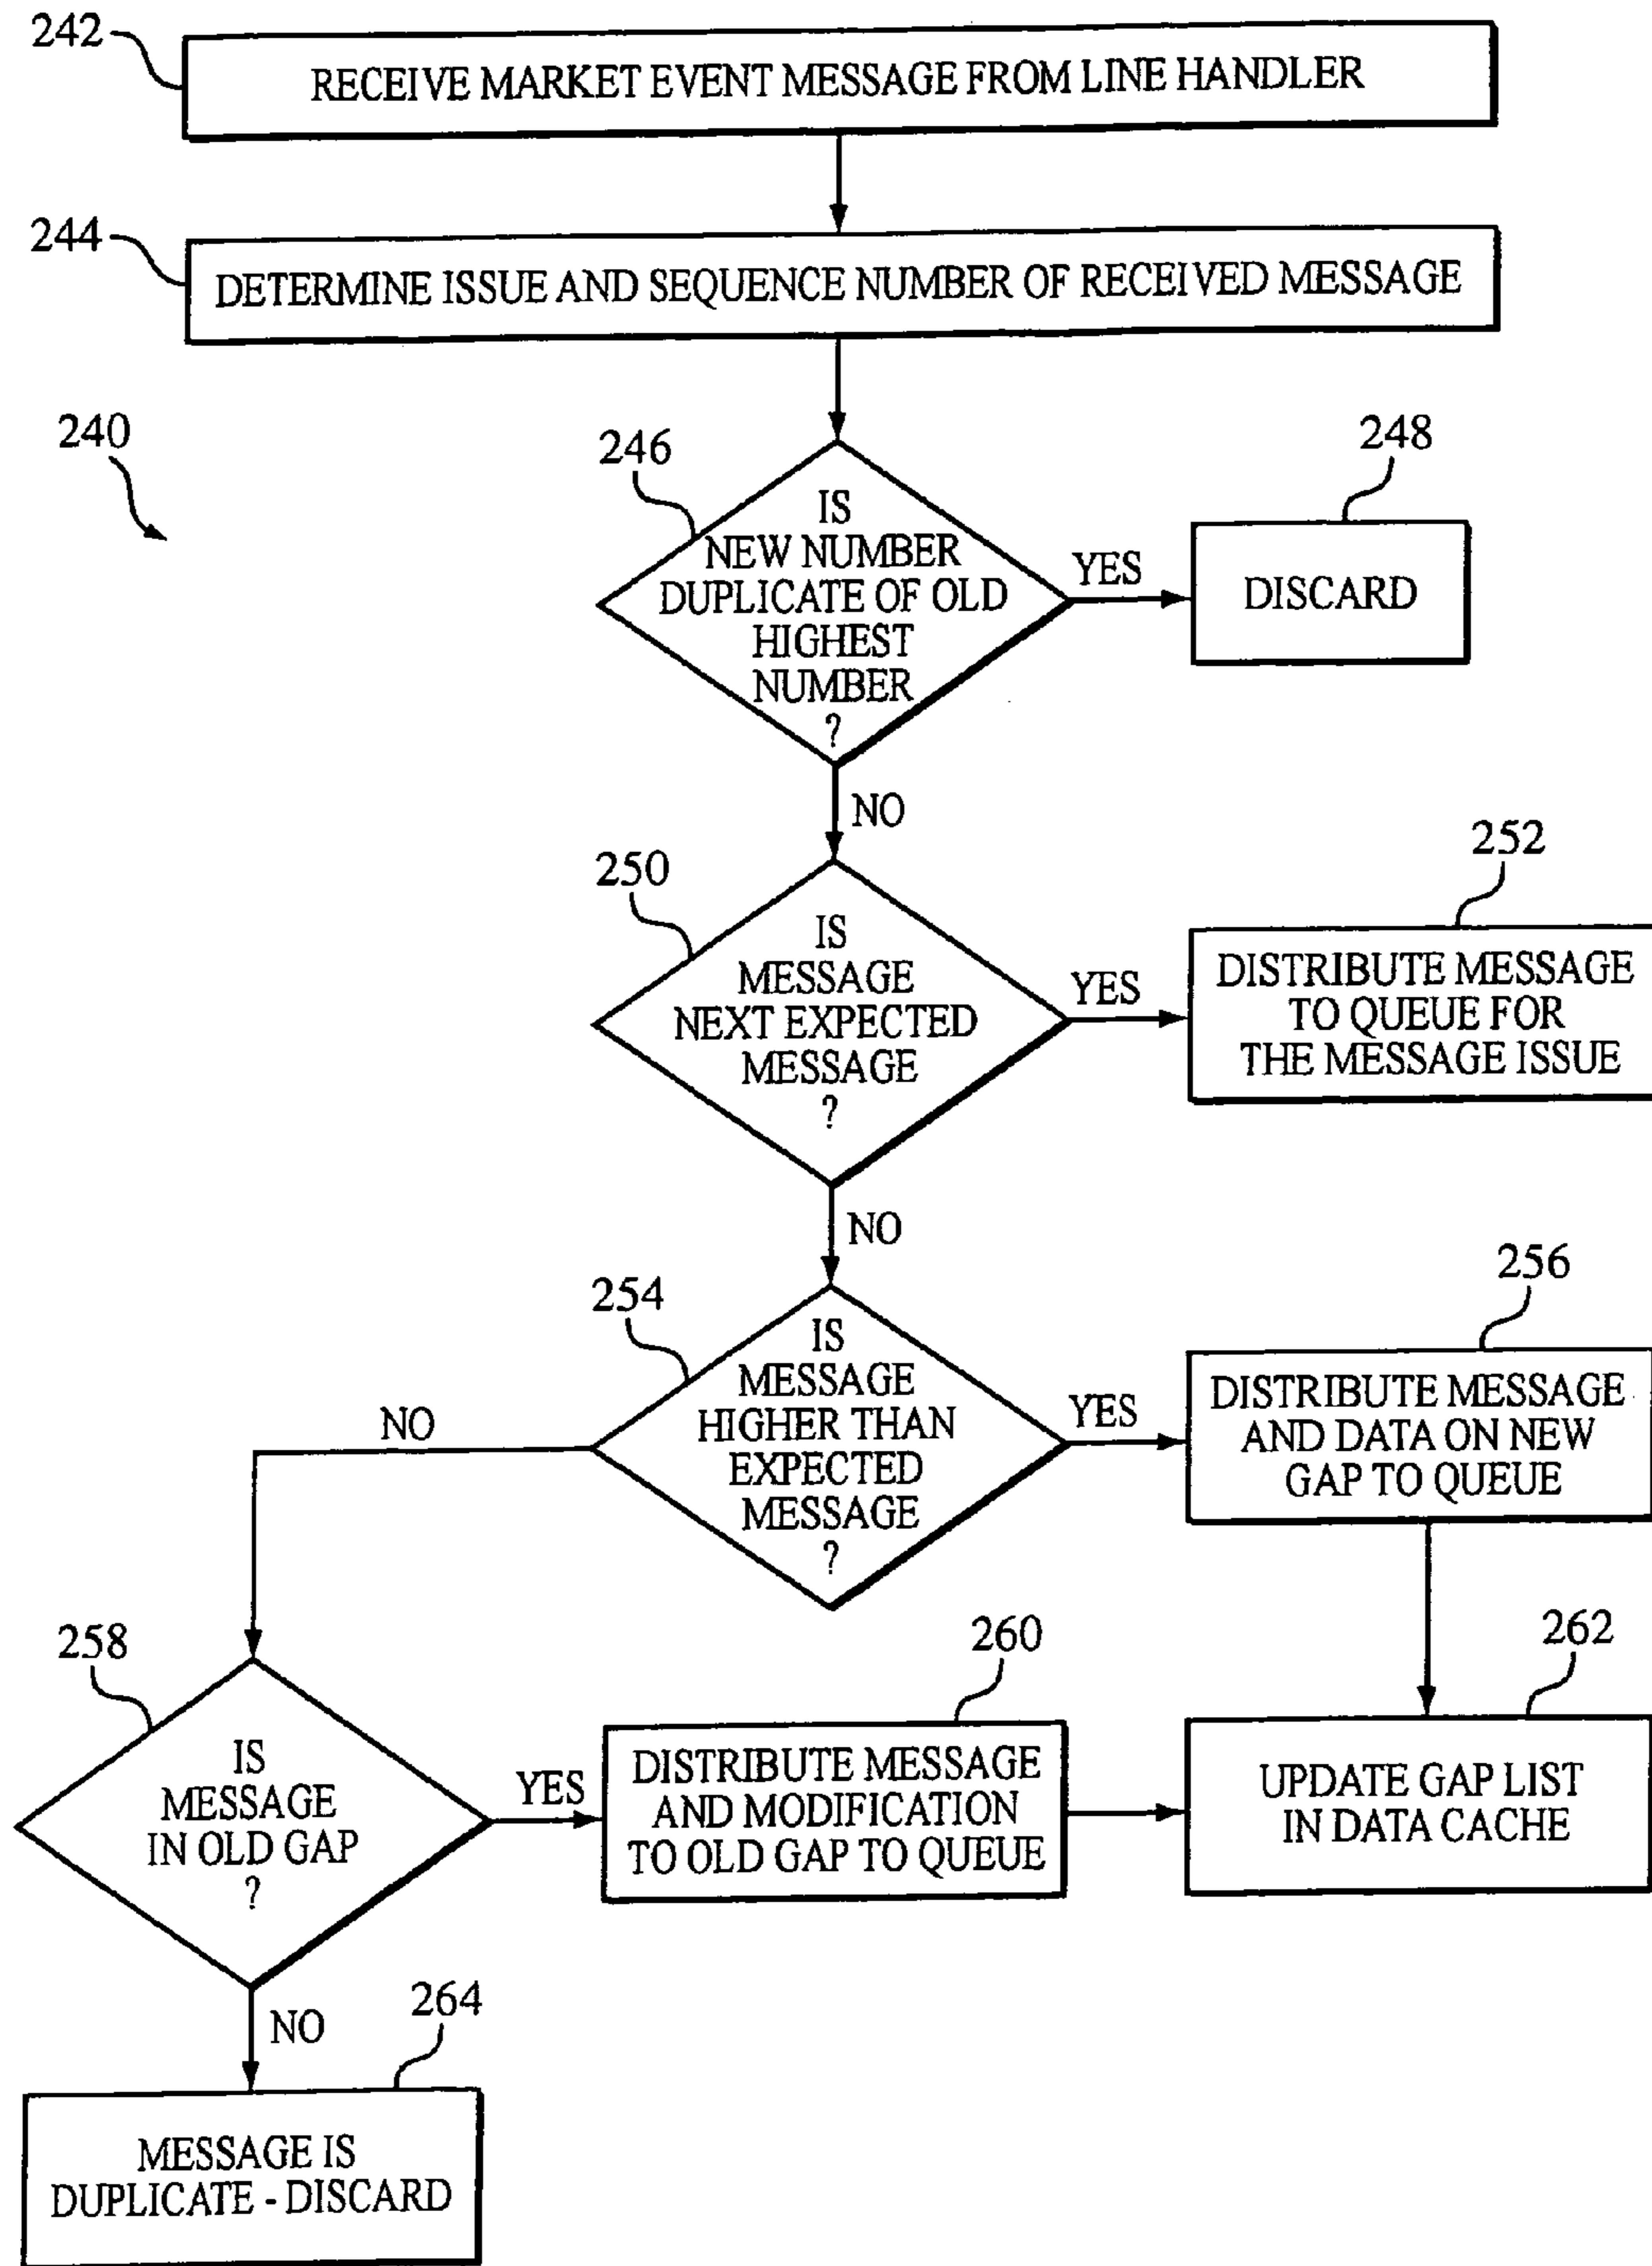 242
RECEIVE MARKET EVENT MESSAGE FROM LINE HANDLER
244
DETERMINE ISSUE AND SEQUENCE NUMBER OF RECEIVED MESSAGE
240
246
IS
NEW NUMBER
DUPLICATE OF OLD
HIGHEST
NUMBER
?
YES
248
DISCARD
NO
250
IS
MESSAGE
NEXT EXPECTED
MESSAGE
?
YES
252
DISTRIBUTE MESSAGE
TO QUEUE FOR
THE MESSAGE ISSUE
NO
254
IS
MESSAGE
HIGHER THAN
EXPECTED
MESSAGE
?
YES
256
DISTRIBUTE MESSAGE
AND DATA ON NEW
GAP TO QUEUE
NO
258
IS
MESSAGE
IN OLD GAP
?
YES
260
DISTRIBUTE MESSAGE
AND MODIFICATION
TO OLD GAP TO QUEUE
262
UPDATE GAP LIST
IN DATA CACHE
NO
264
MESSAGE IS
DUPLICATE - DISCARD